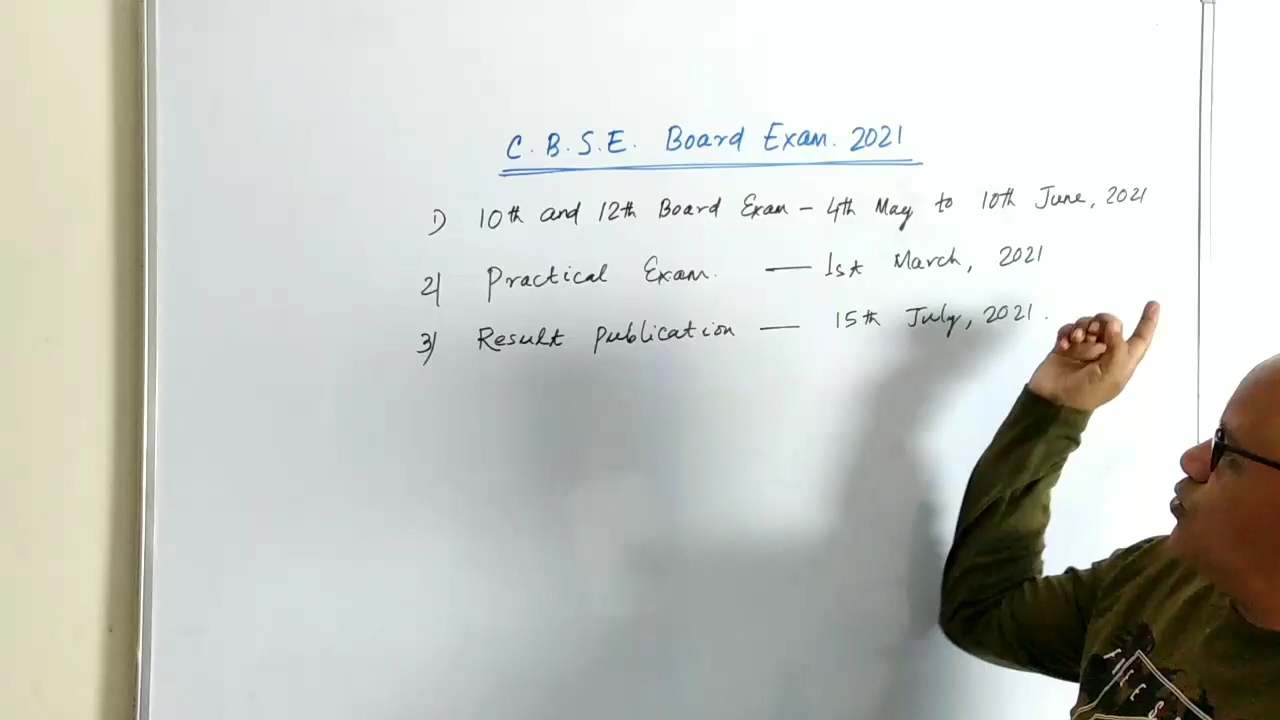 C.B.S.E. Board Exam. 2021
1) 10th and 12th Board Exam - 4th May to 10th June, 2021
2) Practical Exam. — 1st March, 2021
3) Result publication — 15th July, 2021.